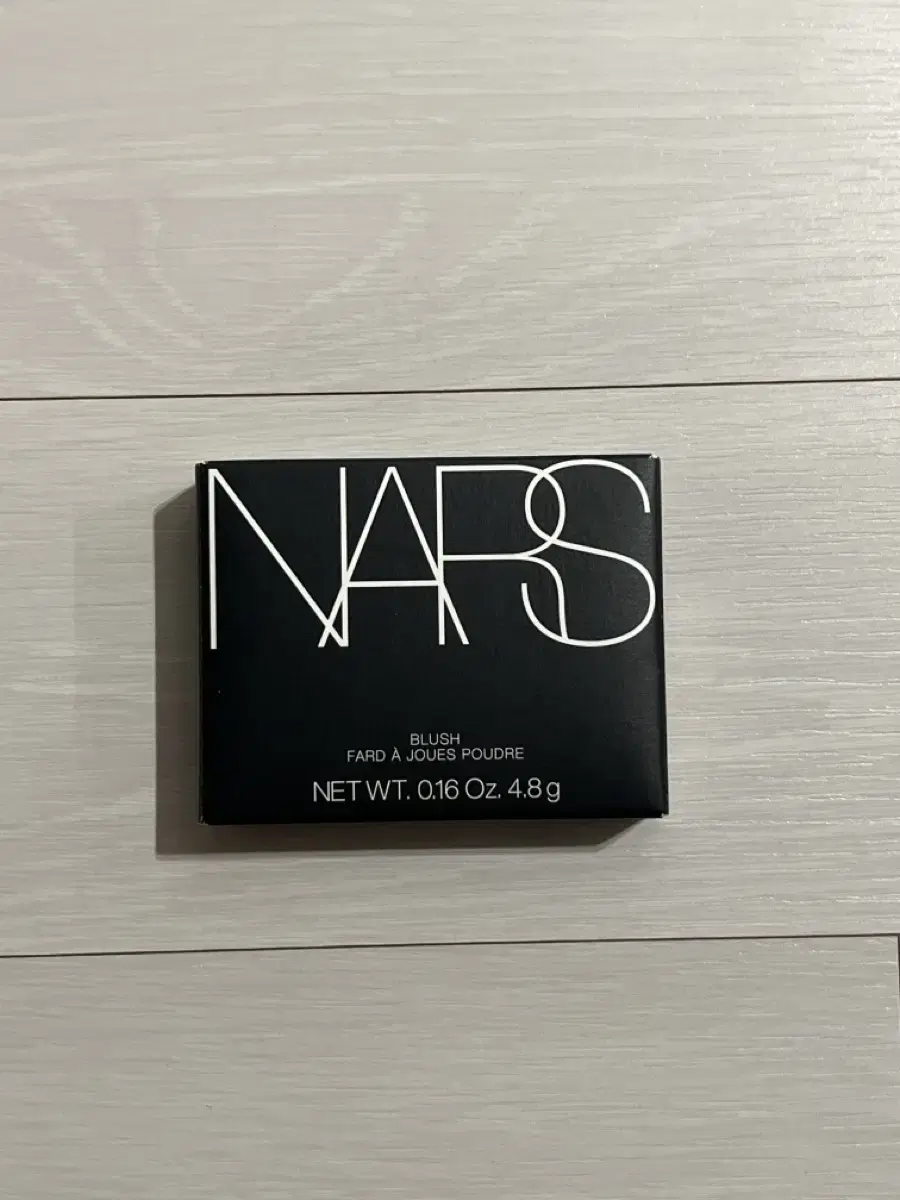 NARS
BLUSH
FARD À JOUES POUDRE
NET WT. 0.16 Oz. 4.8 g